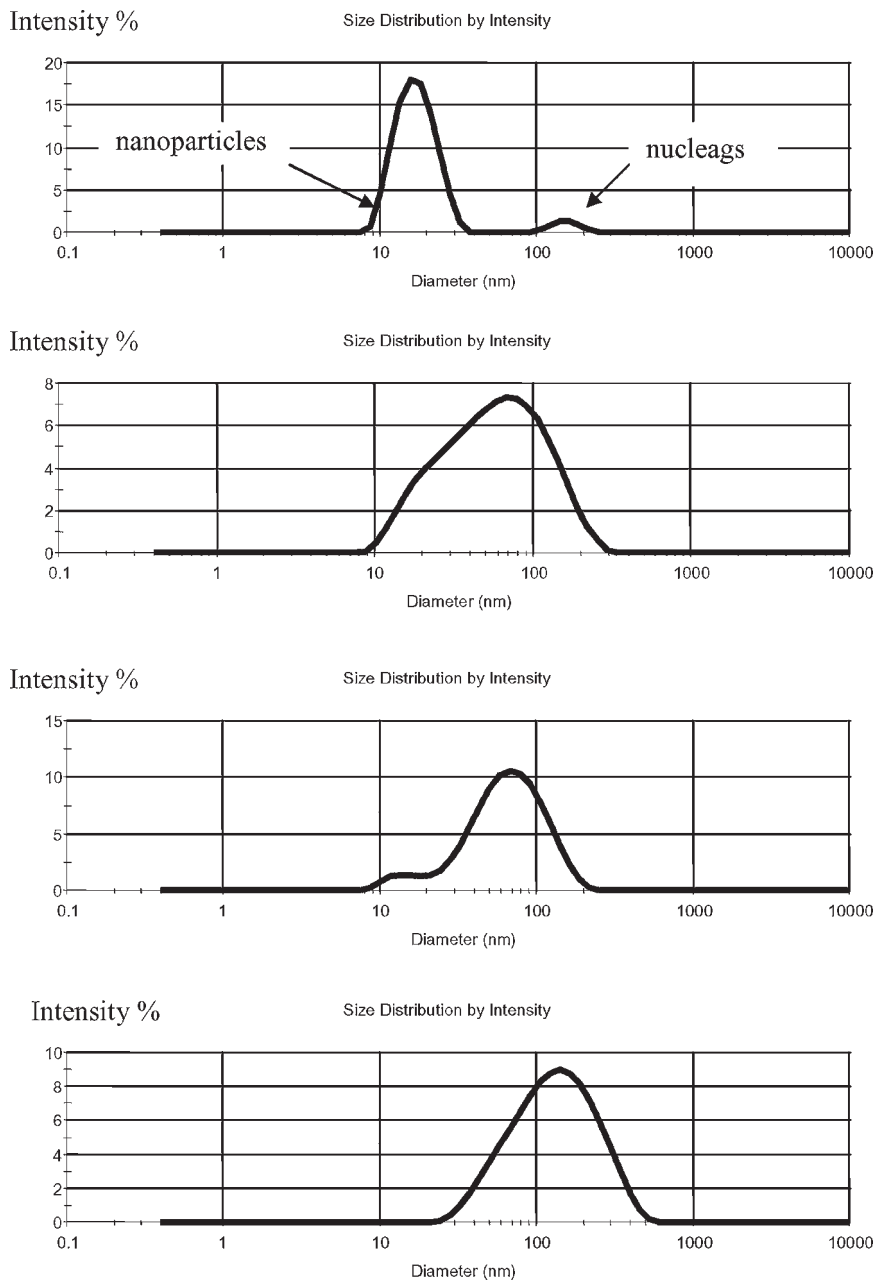 Intensity %
Size Distribution by Intensity
20
15
10
5
0
nanoparticles
nucleags
0.1 1 10 100 1000 10000
Diameter (nm)
Intensity %
Size Distribution by Intensity
8
6
4
2
0
0.1 1 10 100 1000 10000
Diameter (nm)
Intensity %
Size Distribution by Intensity
15
10
5
0
0.1 1 10 100 1000 10000
Diameter (nm)
Intensity %
Size Distribution by Intensity
10
8
6
4
2
0
0.1 1 10 100 1000 10000
Diameter (nm)